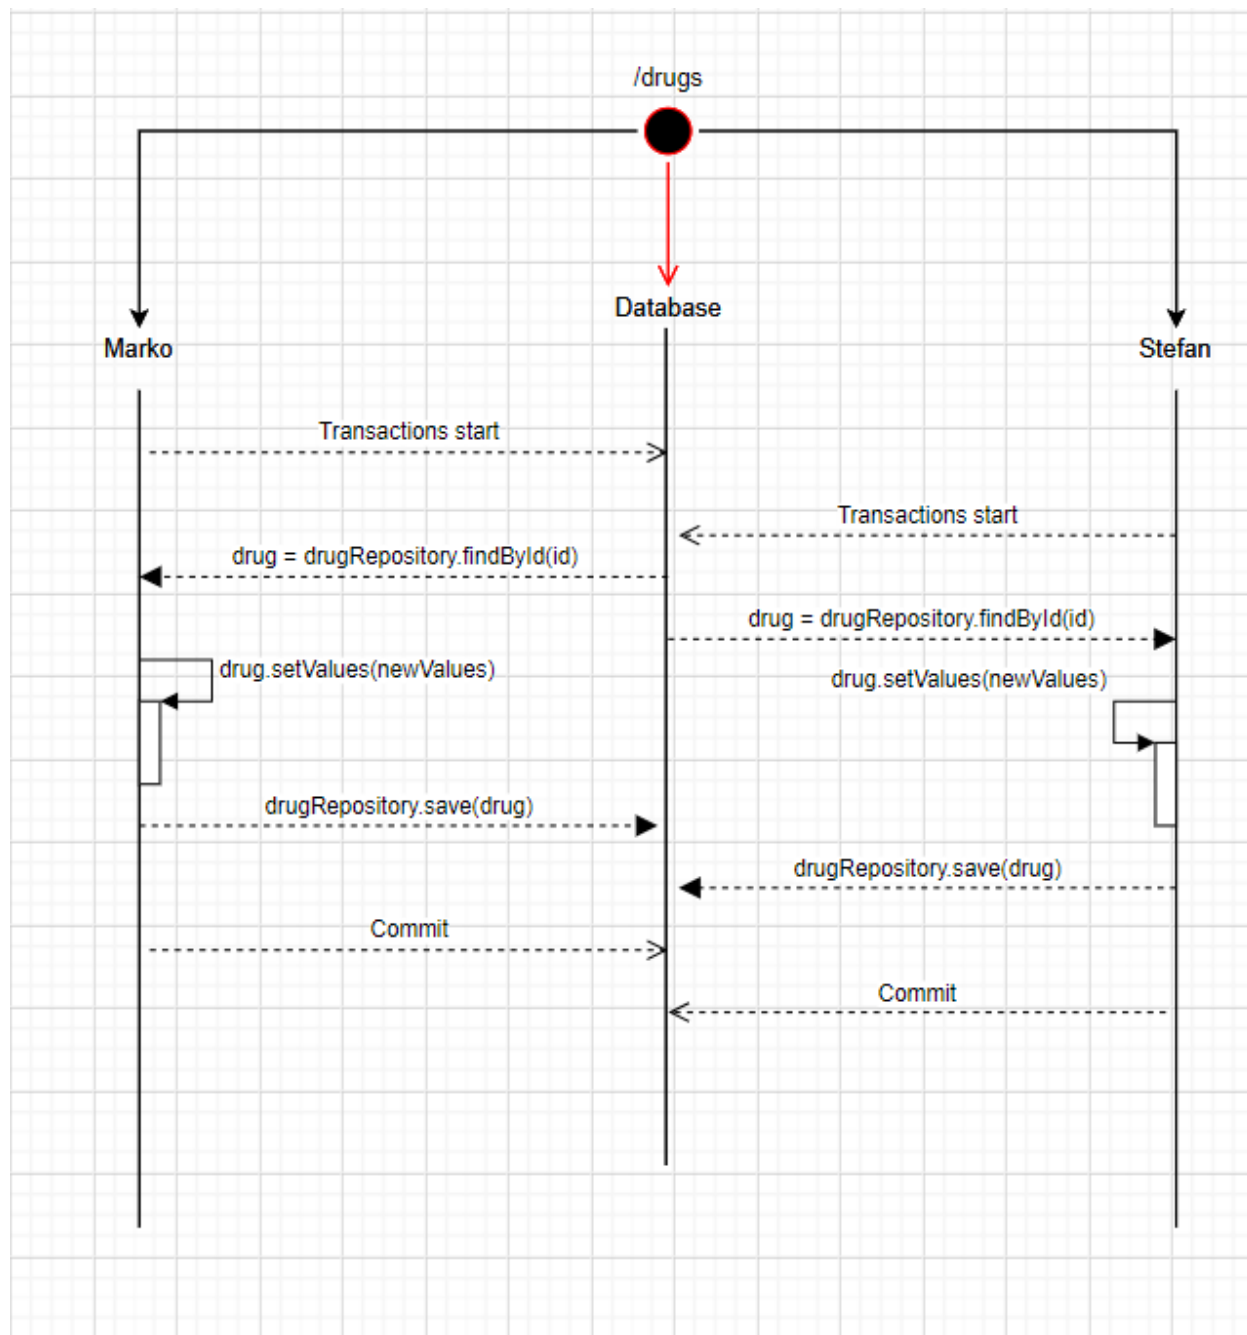 /drugs
Database
Marko
Stefan
Transactions start
Transactions start
drug = drugRepository.findById(id)
drug = drugRepository.findById(id)
drug.setValues(newValues)
drug.setValues(newValues)
drugRepository.save(drug)
drugRepository.save(drug)
Commit
Commit